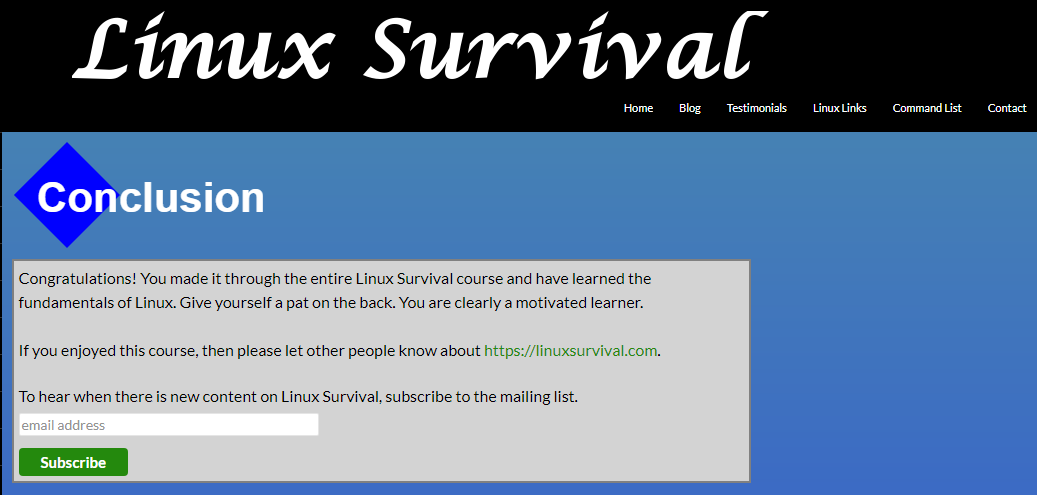 Linux Survival
Home Blog Testimonials Linux Links Command List Contact
Conclusion
Congratulations! You made it through the entire Linux Survival course and have learned the
fundamentals of Linux. Give yourself a pat on the back. You are clearly a motivated learner.
If you enjoyed this course, then please let other people know about https://linuxsurvival.com.
To hear when there is new content on Linux Survival, subscribe to the mailing list.
email address
Subscribe